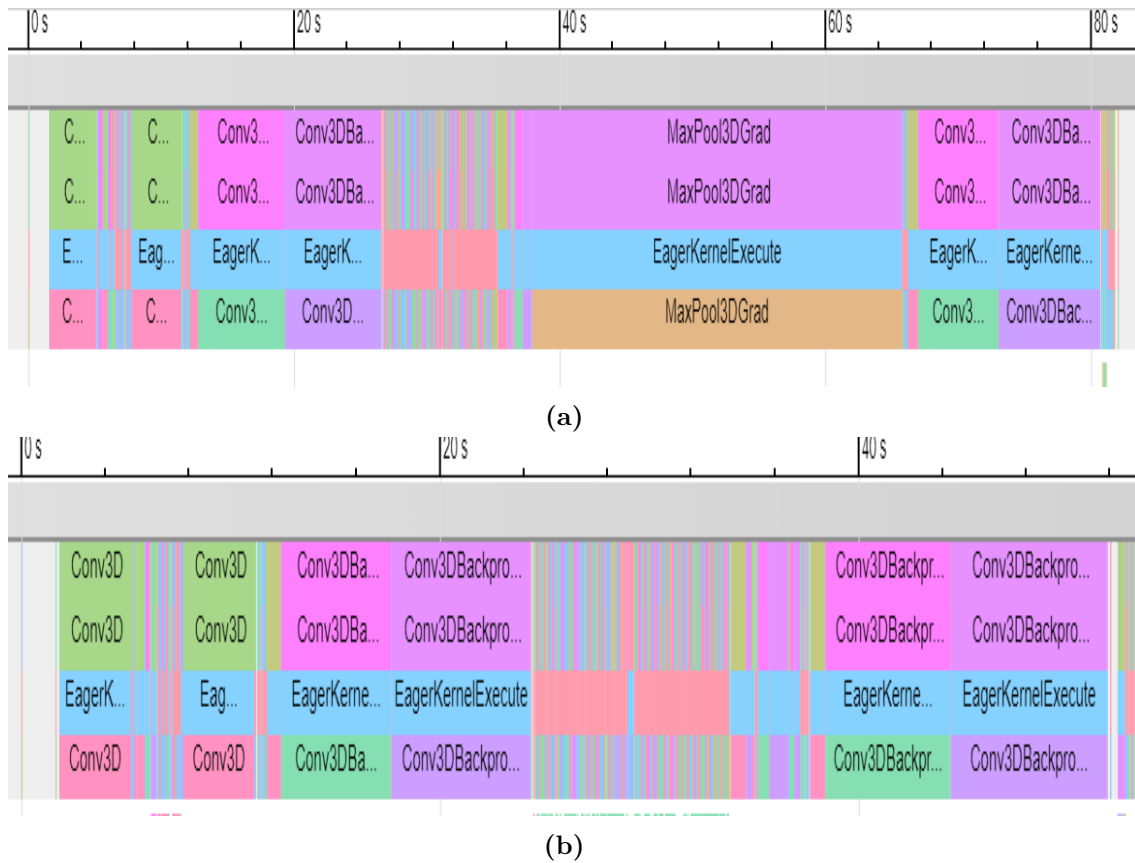 0 s 20 s 40 s 60 s 80 s
C... C... Conv3... Conv3DBa... MaxPool3DGrad Conv3... Conv3DBa...
C... C... Conv3... Conv3DBa... MaxPool3DGrad Conv3... Conv3DBa...
E... Eag... EagerK... EagerK... EagerKernelExecute EagerK... EagerKerne...
C... C... Conv3... Conv3D... MaxPool3DGrad Conv3... Conv3DBac...
(a)
0 s 20 s 40 s
Conv3D Conv3D Conv3DBa... Conv3DBackpro... Conv3DBackpr... Conv3DBackpro...
Conv3D Conv3D Conv3DBa... Conv3DBackpro... Conv3DBackpr... Conv3DBackpro...
EagerK... Eag... EagerKerne... EagerKernelExecute EagerKerne... EagerKernelExecute
Conv3D Conv3D Conv3DBa... Conv3DBackpro... Conv3DBackpr... Conv3DBackpro...
(b)